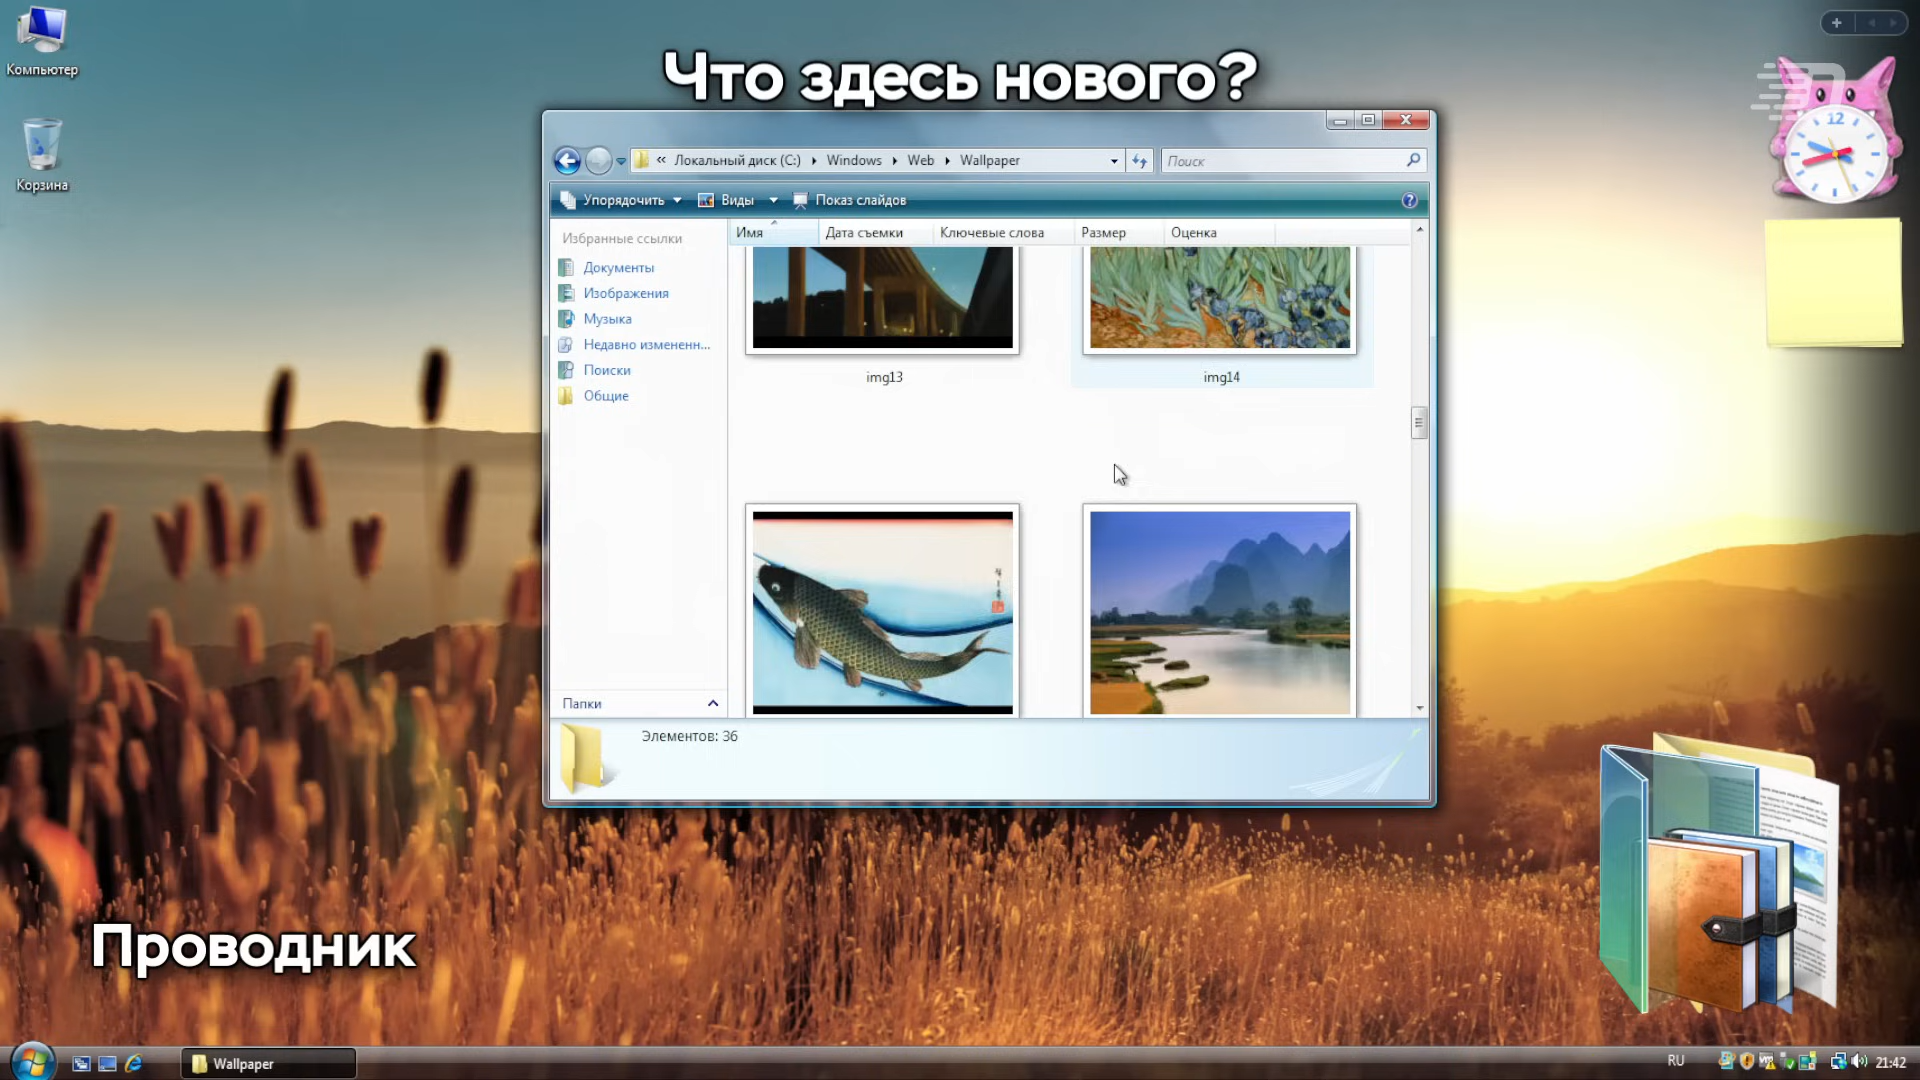 Компьютер
Корзина
Что здесь нового?
« Локальный диск (C:) Windows Web Wallpaper
Поиск
Упорядочить Виды Показ слайдов
Избранные ссылки
Документы
Изображения
Музыка
Недавно измененн...
Поиски
Общие
Папки
Имя Дата съемки Ключевые слова Размер Оценка
img13 img14
Элементов: 36
12
Проводник
Wallpaper
RU
21:42